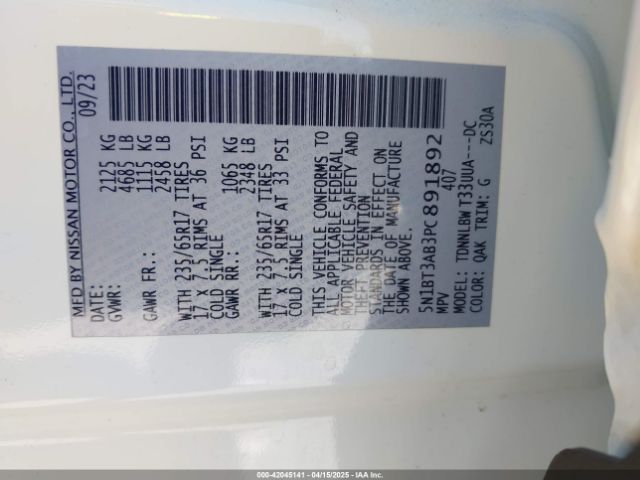 MFD BY NISSAN MOTOR CO., LTD.
DATE: 09/23
GVWR: 2125 KG
4685 LB
GAWR FR.: 1115 KG
2458 LB
WITH 235/65R17 TIRES
17 X 7.5 RIMS AT 36 PSI
COLD SINGLE
GAWR RR.: 1065 KG
2348 LB
WITH 235/65R17 TIRES
17 X 7.5 RIMS AT 33 PSI
COLD SINGLE
THIS VEHICLE CONFORMS TO
ALL APPLICABLE FEDERAL
MOTOR VEHICLE SAFETY AND
THEFT PREVENTION
STANDARDS IN EFFECT ON
THE DATE OF MANUFACTURE
SHOWN ABOVE.
5N1BT3AB3PC891892
MPV 407
MODEL: TDNNLBW T33UUA---DC
COLOR: QAK TRIM: G ZS30A
000-42045141 - 04/15/2025 - IAA Inc.